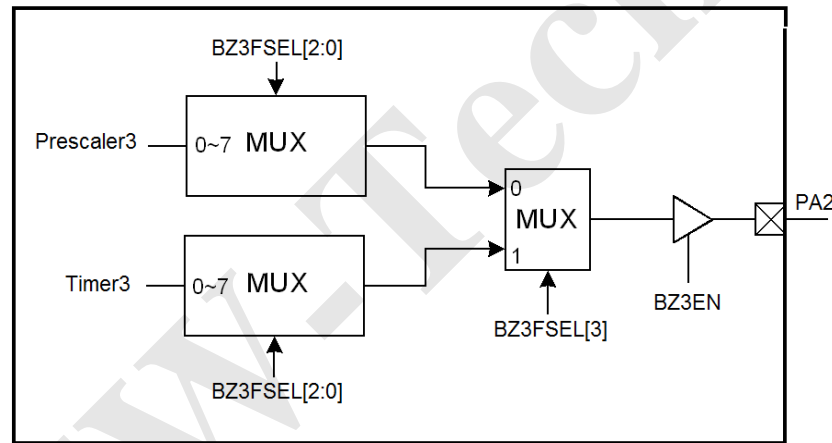 BZ3FSEL[2:0]
Prescaler3
0~7 MUX
0
MUX
1
PA2
Timer3
0~7 MUX
BZ3FSEL[3]
BZ3EN
BZ3FSEL[2:0]